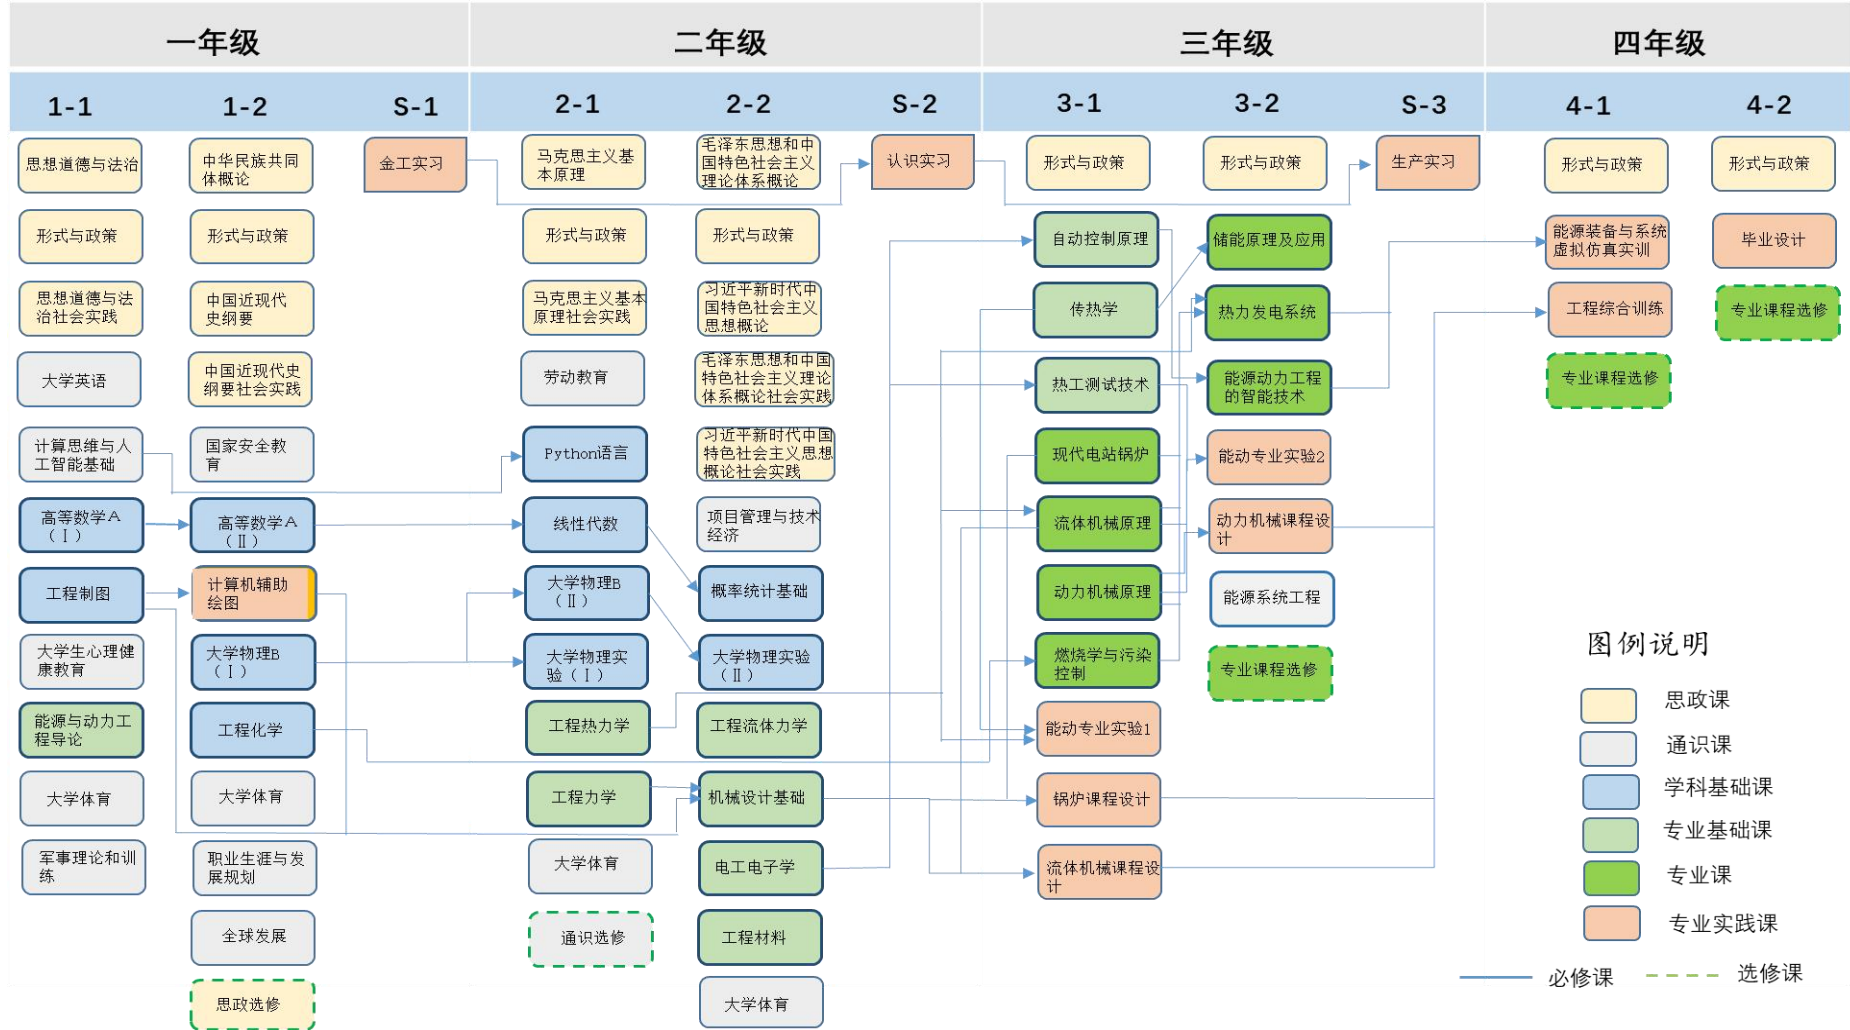 一年级
二年级
三年级
四年级
1-1
1-2
S-1
2-1
2-2
S-2
3-1
3-2
S-3
4-1
4-2
思想道德与法治
形式与政策
思想道德与法
治社会实践
大学英语
计算思维与人
工智能基础
高等数学A
（Ⅰ）
工程制图
大学生心理健
康教育
能源与动力工
程导论
大学体育
军事理论和训
练
中华民族共同
体概论
形式与政策
中国近现代
史纲要
中国近现代史
纲要社会实践
国家安全教
育
高等数学A
（Ⅱ）
计算机辅助
绘图
大学物理B
（Ⅰ）
工程化学
大学体育
职业生涯与发
展规划
全球发展
思政选修
金工实习
马克思主义基
本原理
形式与政策
马克思主义基本
原理社会实践
劳动教育
Python语言
线性代数
大学物理B
（Ⅱ）
大学物理实
验（Ⅰ）
工程热力学
工程力学
大学体育
通识选修
毛泽东思想和中
国特色社会主义
理论体系概论
形式与政策
习近平新时代中
国特色社会主义
思想概论
毛泽东思想和中国
特色社会主义理论
体系概论社会实践
习近平新时代中国
特色社会主义思想
概论社会实践
项目管理与技术
经济
概率统计基础
大学物理实验
（Ⅱ）
工程流体力学
机械设计基础
电工电子学
工程材料
大学体育
认识实习
形式与政策
自动控制原理
传热学
热工测试技术
现代电站锅炉
流体机械原理
动力机械原理
燃烧学与污染
控制
能动专业实验1
锅炉课程设计
流体机械课程设
计
形式与政策
储能原理及应用
热力发电系统
能源动力工程
的智能技术
能动专业实验2
动力机械课程设
计
能源系统工程
专业课程选修
生产实习
形式与政策
能源装备与系统
虚拟仿真实训
工程综合训练
专业课程选修
形式与政策
毕业设计
专业课程选修
图例说明
思政课
通识课
学科基础课
专业基础课
专业课
专业实践课
必修课
选修课